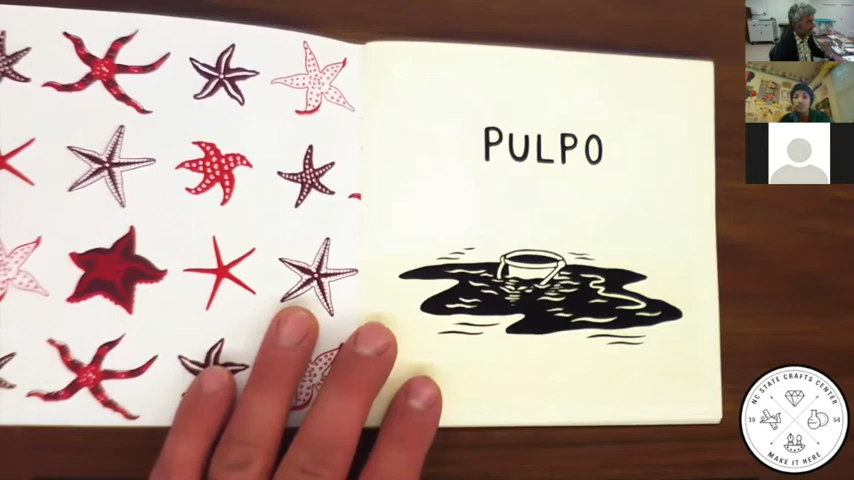 PULPO
NC STATE CRAFTS CENTER
19 54
MAKE IT HERE